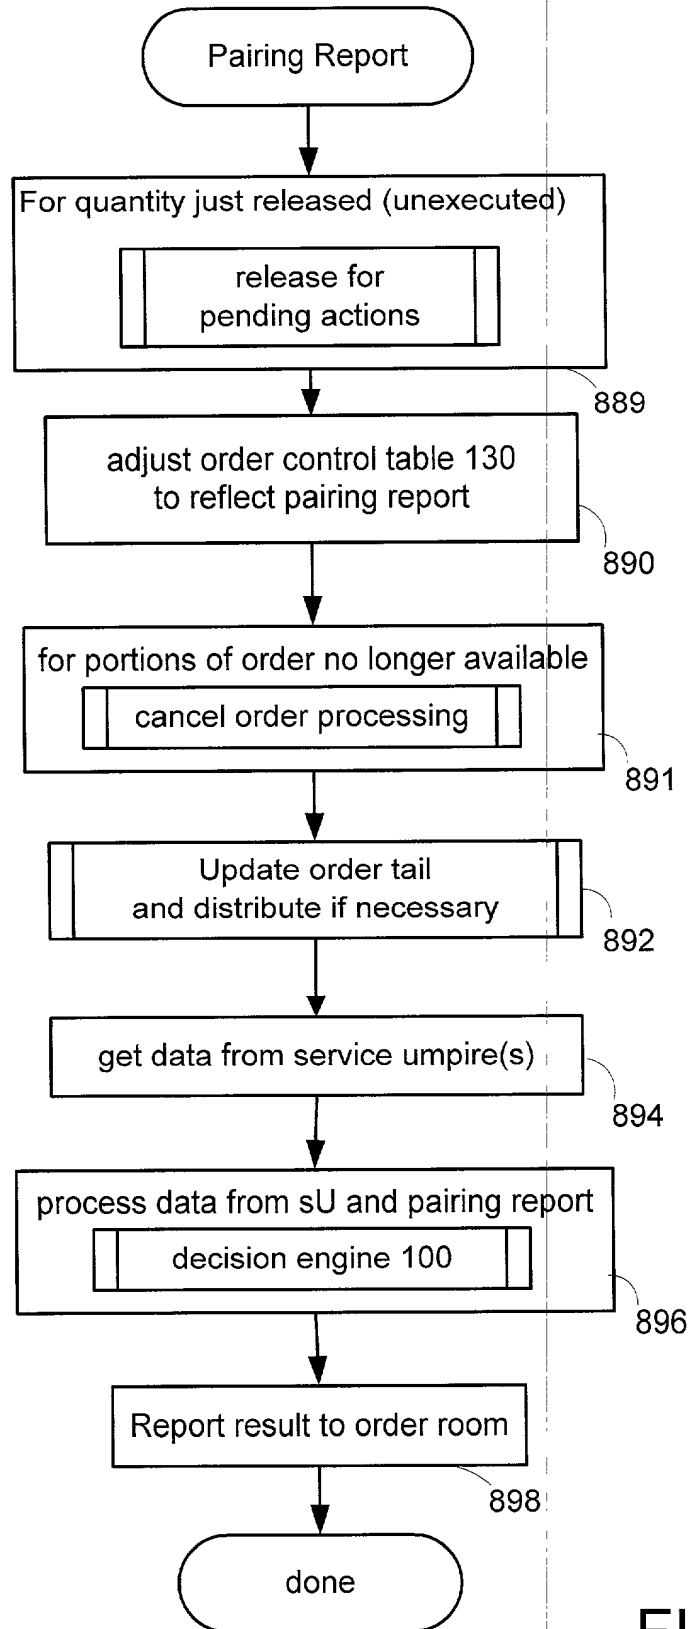 Pairing Report
For quantity just released (unexecuted)
release for
pending actions
889
adjust order control table 130
to reflect pairing report
890
for portions of order no longer available
cancel order processing
891
Update order tail
and distribute if necessary
892
get data from service umpire(s)
894
process data from sU and pairing report
decision engine 100
896
Report result to order room
898
done